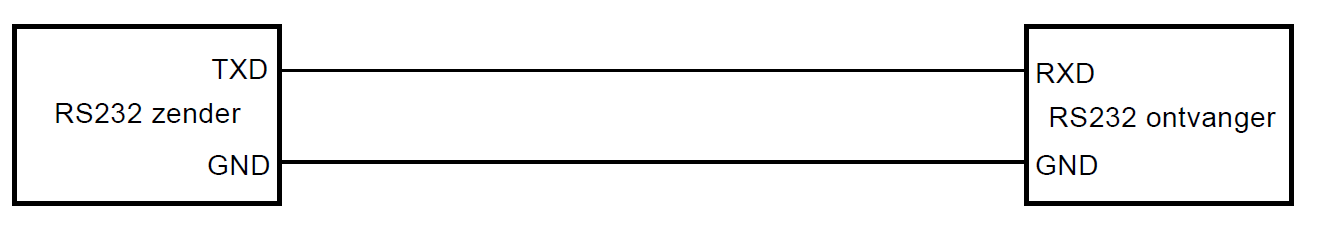 TXD
RXD
RS232 zender
RS232 ontvanger
GND
GND